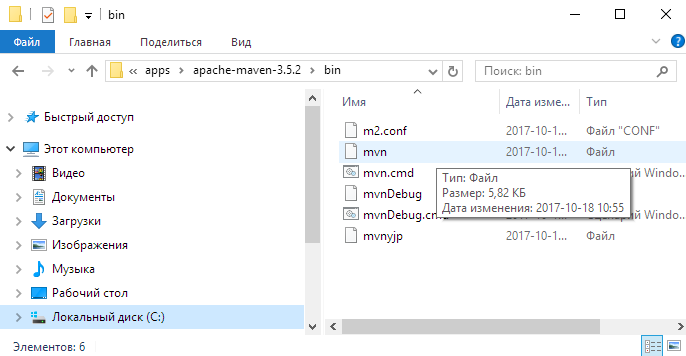 bin
Файл
Главная
Поделиться
Вид
« apps > apache-maven-3.5.2 > bin
Поиск: bin
Имя
Дата изме...
Тип
Быстрый доступ
Этот компьютер
Видео
Документы
Загрузки
Изображения
Музыка
Рабочий стол
Локальный диск (C:)
m2.conf 2017-10-1... Файл "CONF"
mvn 2017-10-1... Файл
mvn.cmd
Windo...
mvnDebug
mvnDebug.cm
Сценарий Windo...
mvnyjp 2017-10-1... Файл
Тип: Файл
Размер: 5,82 КБ
Дата изменения: 2017-10-18 10:55
Элементов: 6